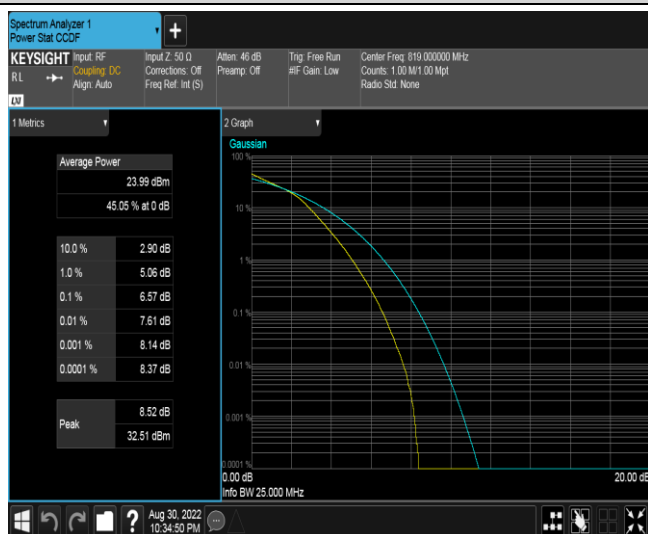 Spectrum Analyzer 1
Power Stat CCDF
+
KEYSIGHT
R L
LXI
Input: RF
Coupling: DC
Align: Auto
Input Z: 50 Ω
Corrections: Off
Freq Ref: Int (S)
Atten: 46 dB
Preamp: Off
Trig: Free Run
#IF Gain: Low
Center Freq: 819.000000 MHz
Counts: 1.00 M/1.00 Mpt
Radio Std: None
1 Metrics
Average Power
23.99 dBm
45.05 % at 0 dB
10.0 % 2.90 dB
1.0 % 5.06 dB
0.1 % 6.57 dB
0.01 % 7.61 dB
0.001 % 8.14 dB
0.0001 % 8.37 dB
Peak
8.52 dB
32.51 dBm
2 Graph
Gaussian
100 %
10 %
1 %
0.1 %
0.01 %
0.001 %
0.0001 %
0.00 dB 20.00 dB
Info BW 25.000 MHz
?
Aug 30, 2022
10:34:50 PM